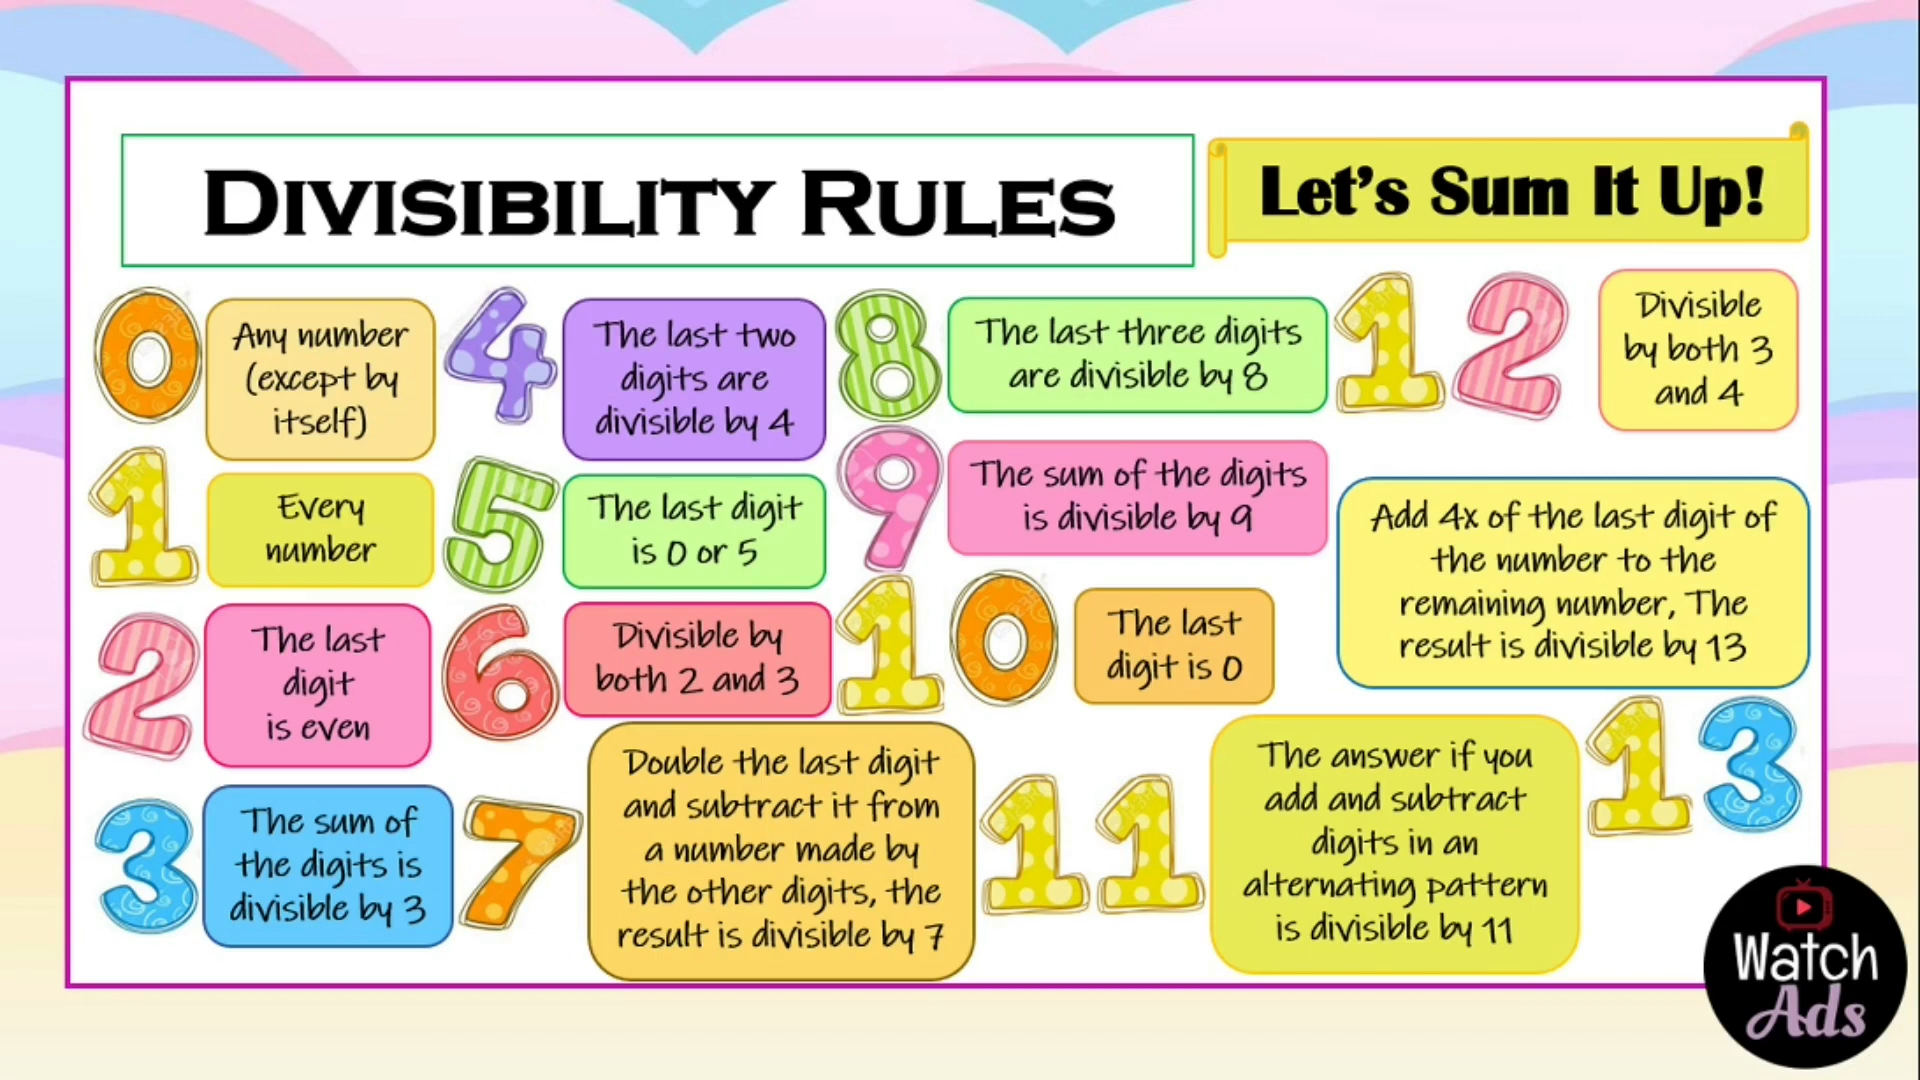 DIVISIBILITY RULES
Let's Sum It Up!
0
Any number
(except by
itself)
1
Every
number
2
The last
digit
is even
3
The sum of
the digits is
divisible by 3
4
The last two
digits are
divisible by 4
5
The last digit
is 0 or 5
6
Divisible by
both 2 and 3
7
Double the last digit
and subtract it from
a number made by
the other digits, the
result is divisible by 7
8
The last three digits
are divisible by 8
9
The sum of the digits
is divisible by 9
10
The last
digit is 0
11
The answer if you
add and subtract
digits in an
alternating pattern
is divisible by 11
12
Divisible
by both 3
and 4
Add 4x of the last digit of
the number to the
remaining number, The
result is divisible by 13
13
Watch
Ads